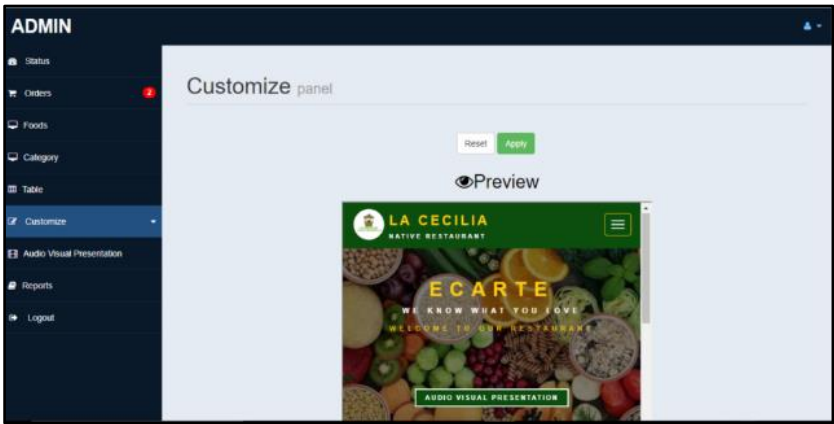 ADMIN
Status
Orders 2
Foods
Category
Table
Customize
Audio Visual Presentation
Reports
Logout
Customize panel
Reset Apply
Preview
LA CECILIA
NATIVE RESTAURANT
ECARTE
WE KNOW WHAT YOU LOVE
WELCOME TO OUR RESTAURANT
AUDIO VISUAL PRESENTATION